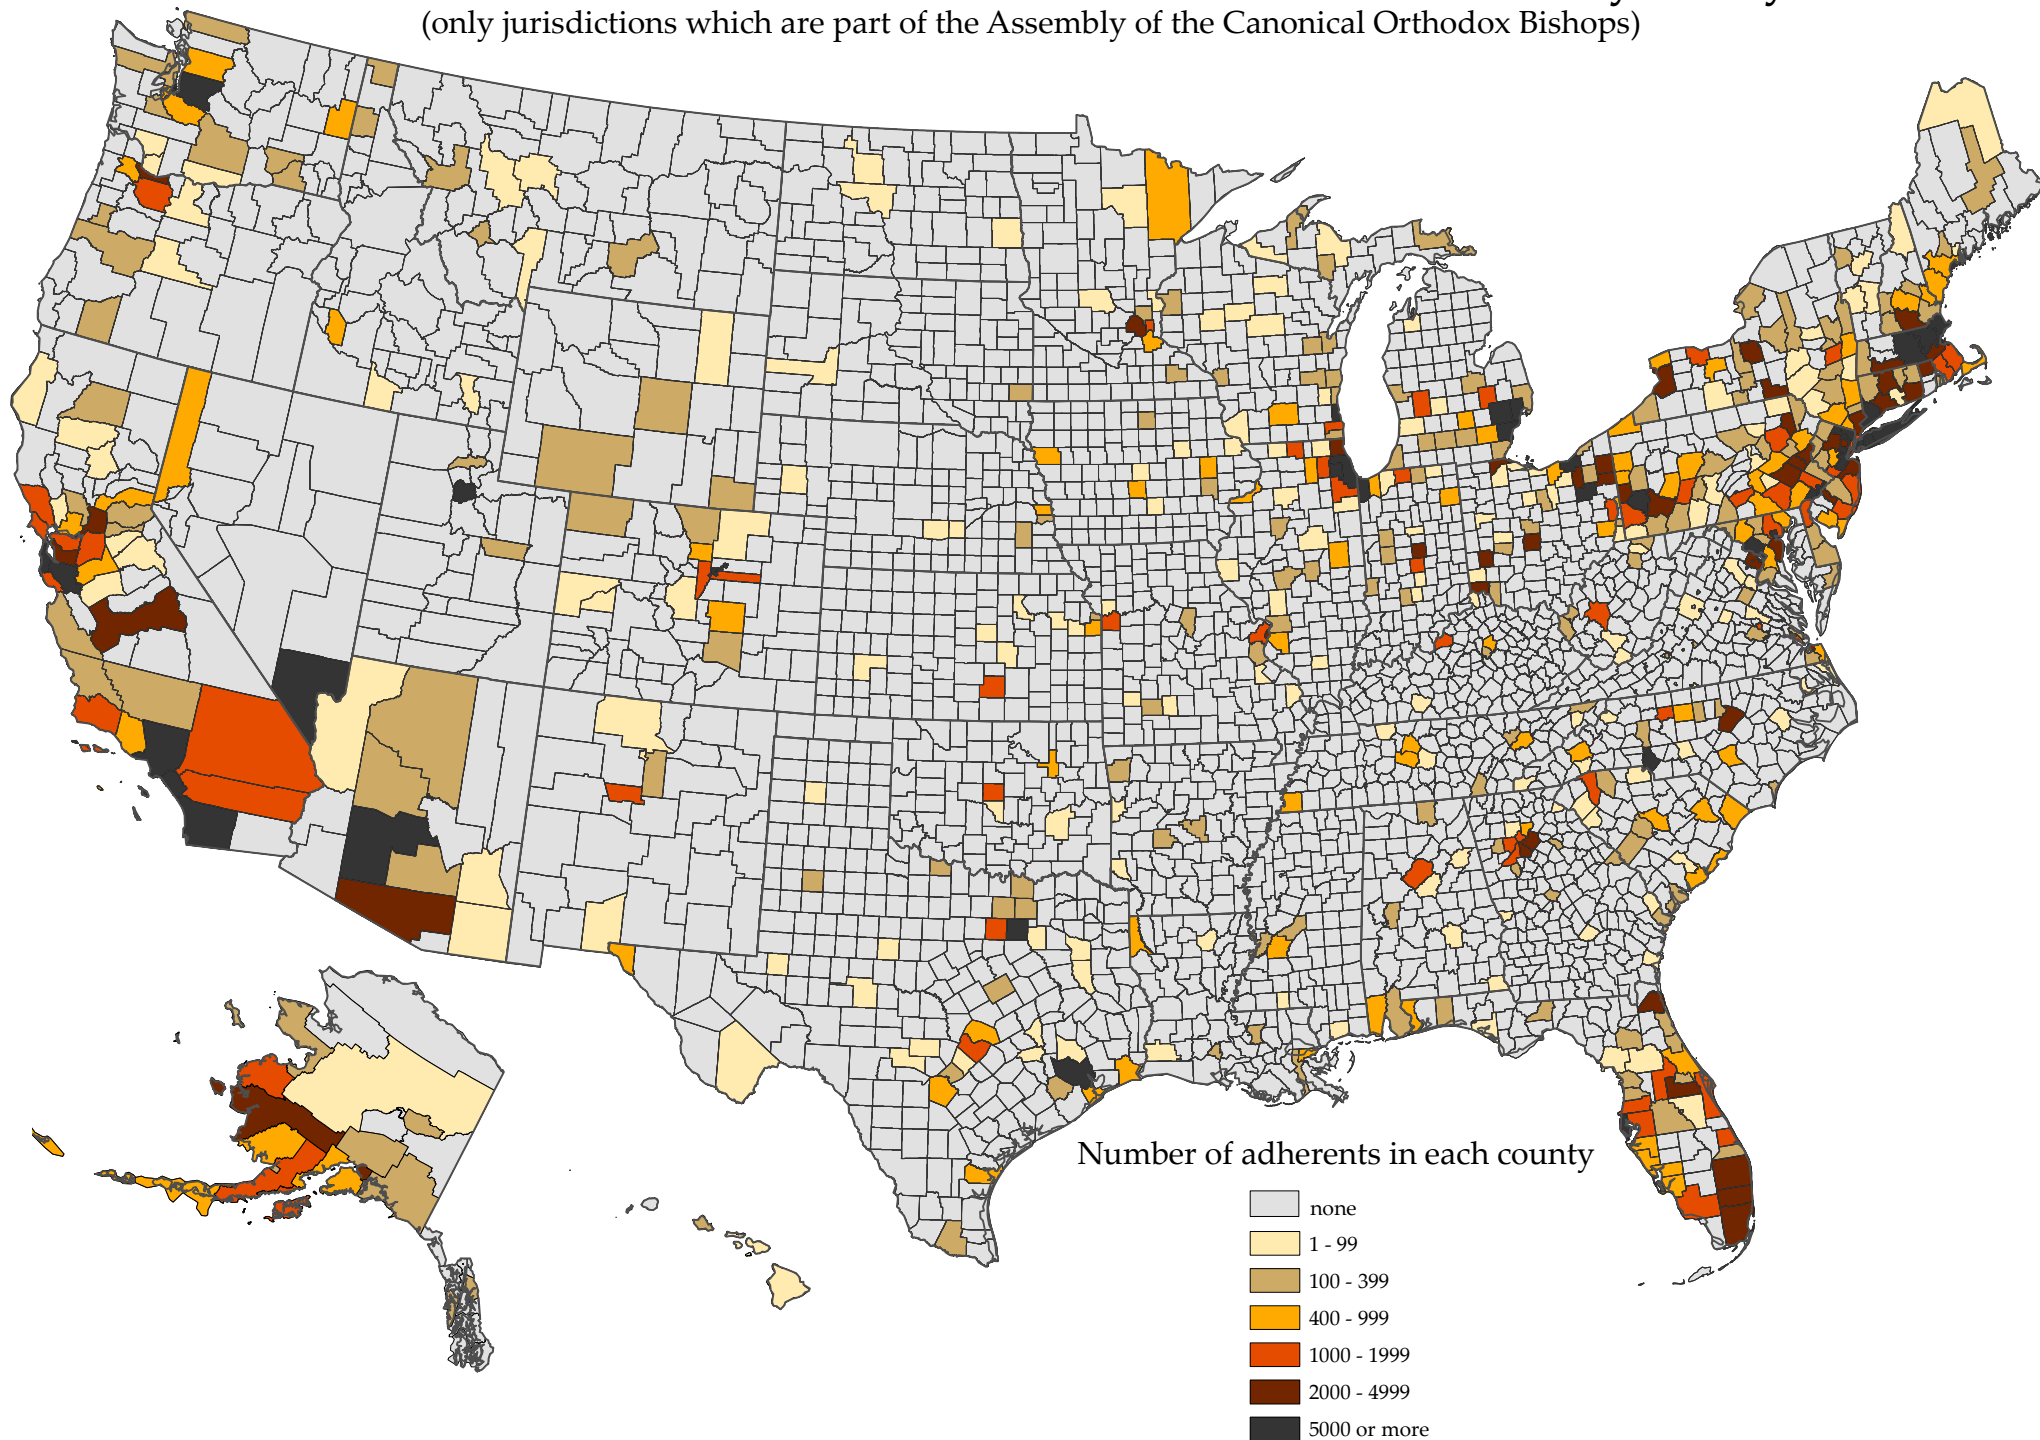 (only jurisdictions which are part of the Assembly of the Canonical Orthodox Bishops)
Number of adherents in each county
none
1 - 99
100 - 399
400 - 999
1000 - 1999
2000 - 4999
5000 or more